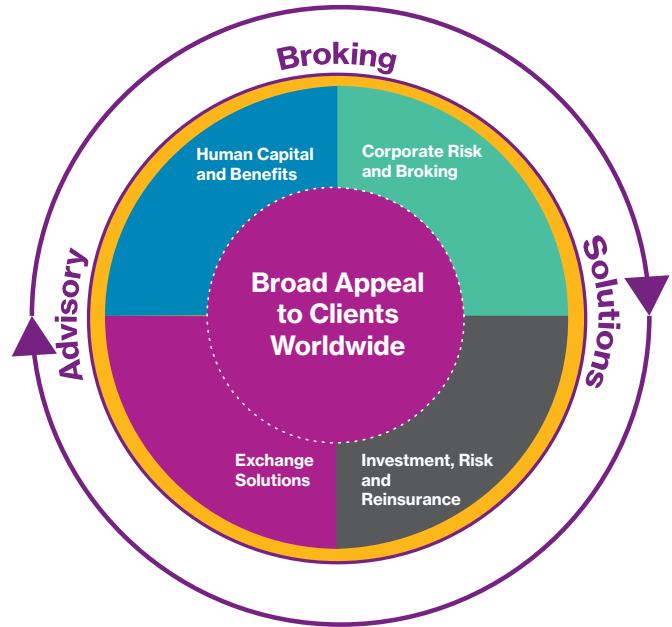 Broking
Human Capital
and Benefits
Corporate Risk
and Broking
Advisory
Solutions
Broad Appeal
to Clients
Worldwide
Exchange
Solutions
Investment, Risk
and
Reinsurance